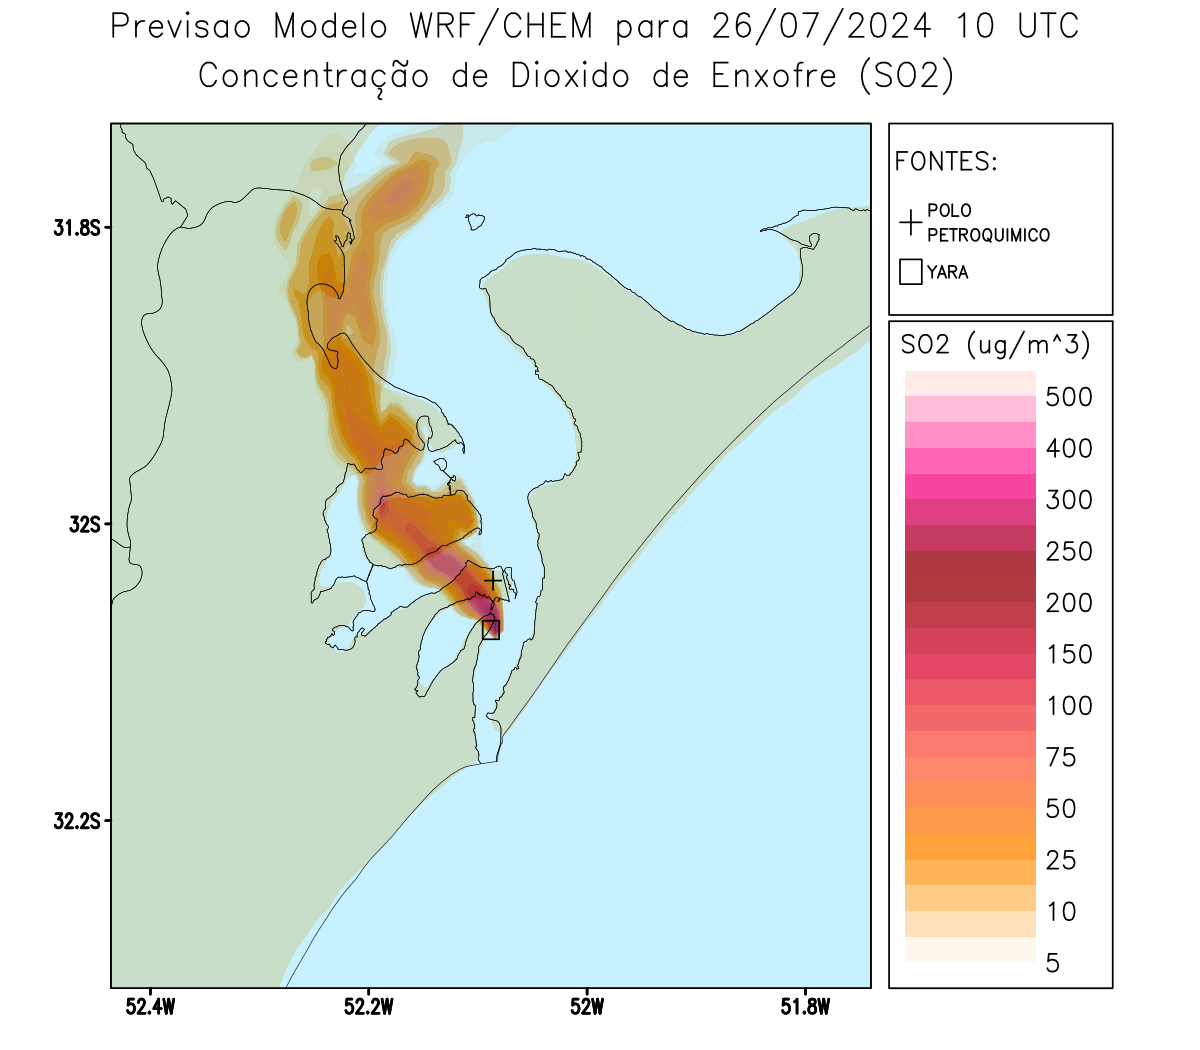 Previsao Modelo WRF/CHEM para 26/07/2024 10 UTC
Concentração de Dioxido de Enxofre (SO2)
FONTES:
POLO
PETROQUIMICO
YARA
SO2 (ug/m^3)
500
400
300
250
200
150
100
75
50
25
10
5
31.8S
32S
32.2S
52.4W
52.2W
52W
51.8W